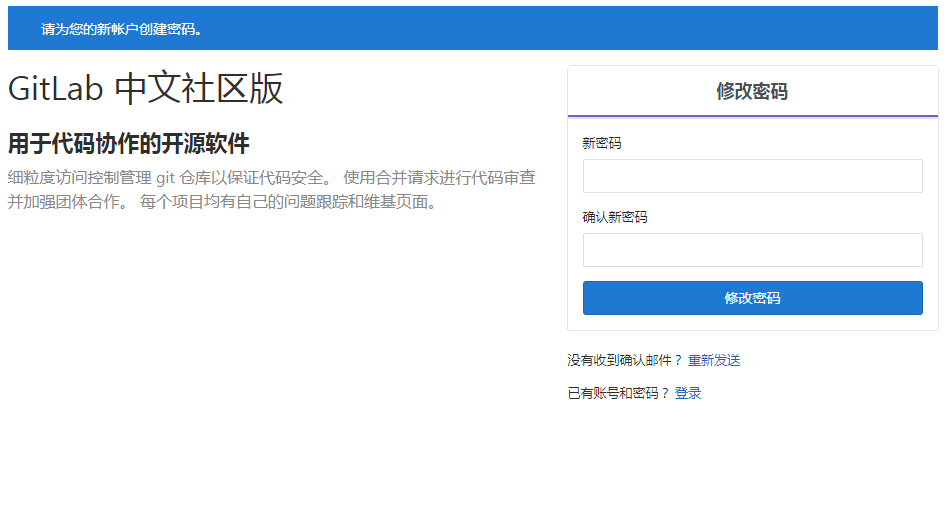 请为您的新帐户创建密码。
GitLab 中文社区版
用于代码协作的开源软件
细粒度访问控制管理 git 仓库以保证代码安全。 使用合并请求进行代码审查
并加强团体合作。 每个项目均有自己的问题跟踪和维基页面。
修改密码
新密码
确认新密码
修改密码
没有收到确认邮件？ 重新发送
已有账号和密码？ 登录